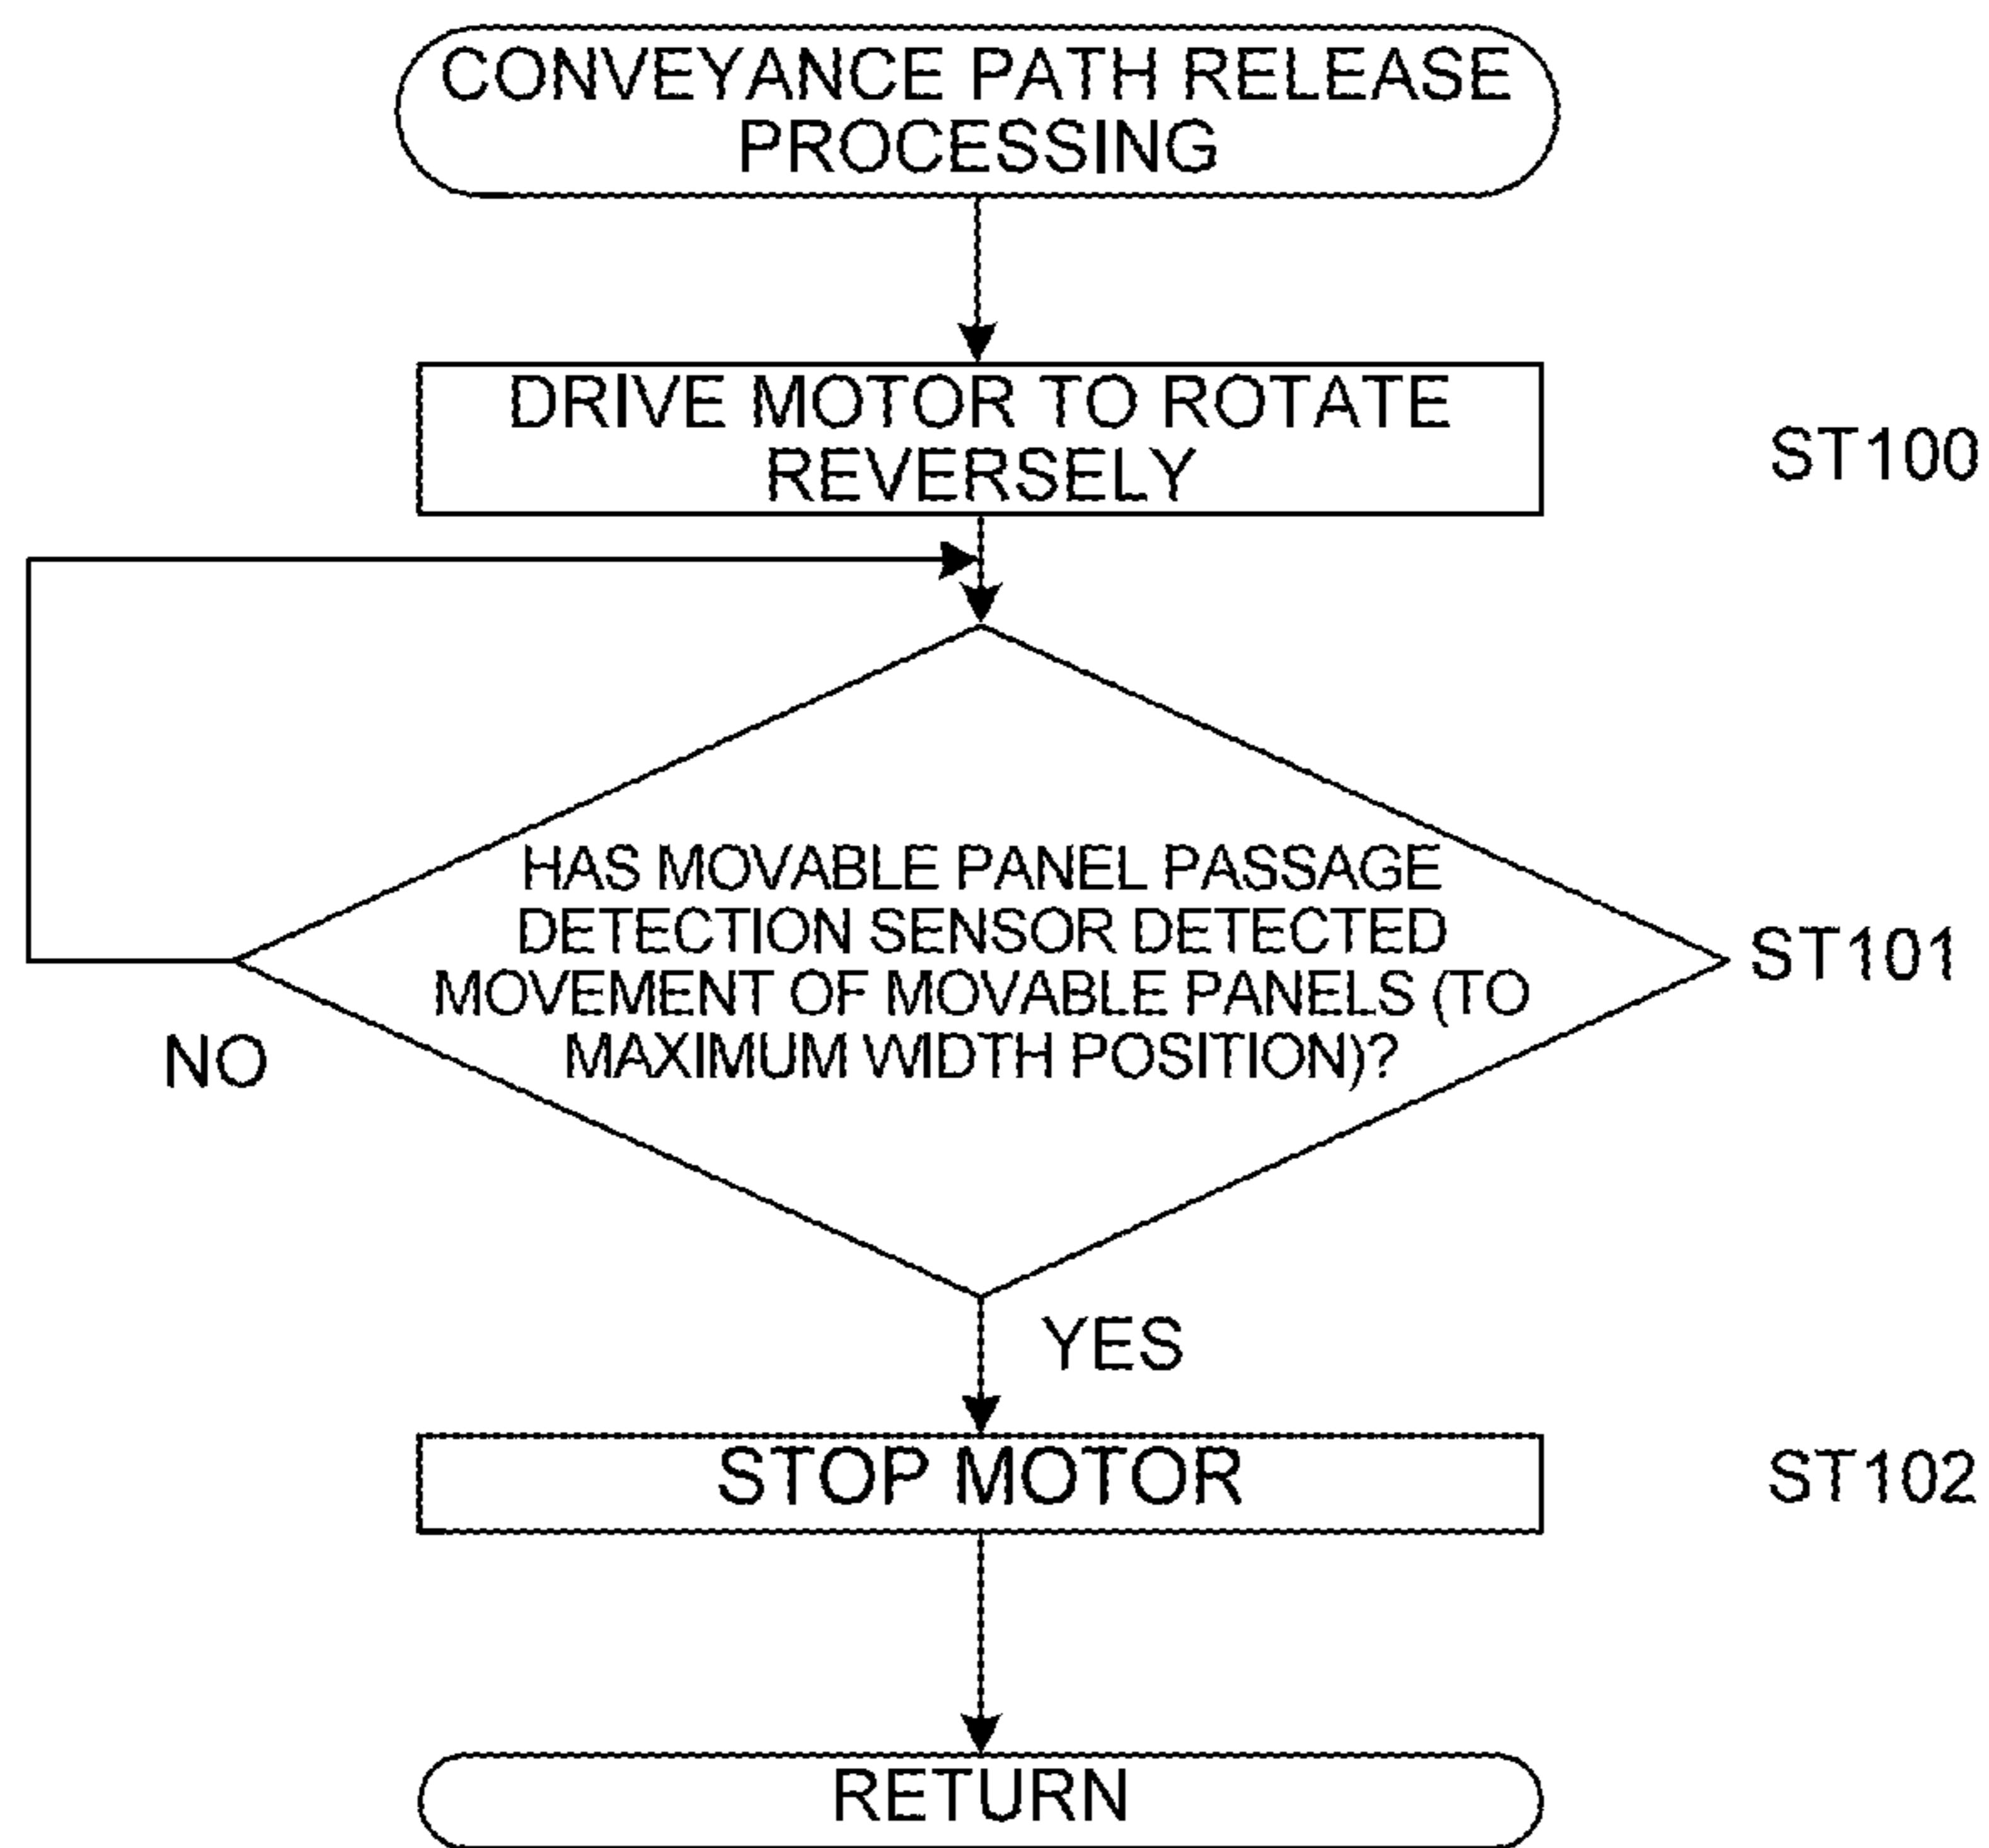 CONVEYANCE PATH RELEASE
PROCESSING
DRIVE MOTOR TO ROTATE
REVERSELY
ST100
HAS MOVABLE PANEL PASSAGE
DETECTION SENSOR DETECTED
MOVEMENT OF MOVABLE PANELS (TO
MAXIMUM WIDTH POSITION)?
ST101
NO
YES
STOP MOTOR
ST102
RETURN